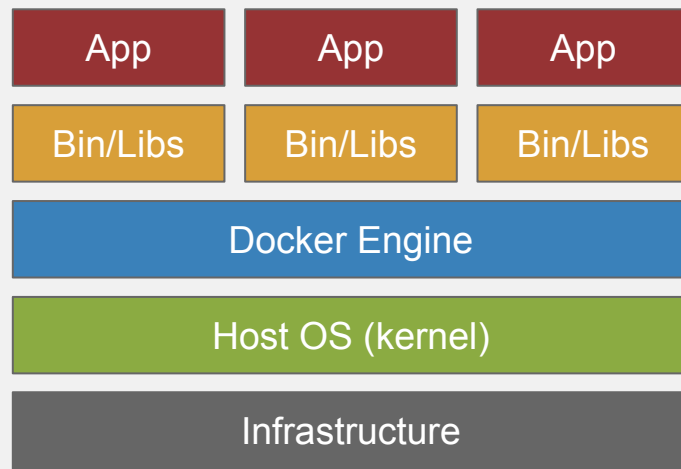 App App App
Bin/Libs Bin/Libs Bin/Libs
Docker Engine
Host OS (kernel)
Infrastructure